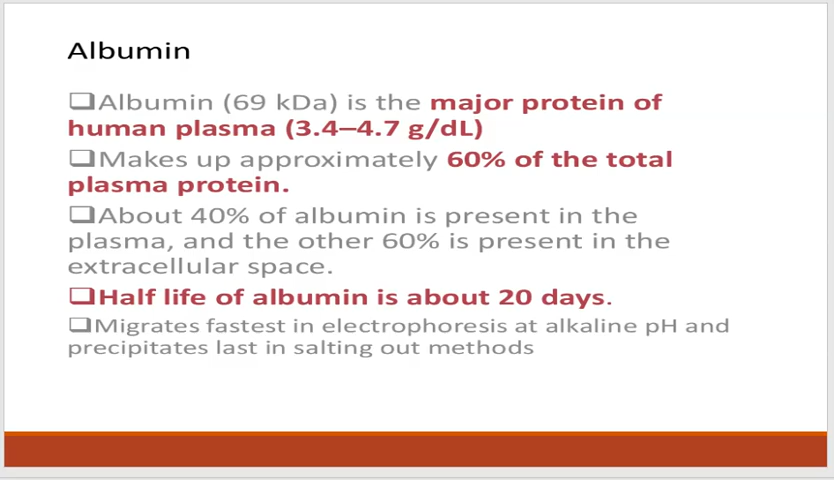 Albumin
❑Albumin (69 kDa) is the major protein of
human plasma (3.4–4.7 g/dL)
❑Makes up approximately 60% of the total
plasma protein.
❑About 40% of albumin is present in the
plasma, and the other 60% is present in the
extracellular space.
❑Half life of albumin is about 20 days.
❑Migrates fastest in electrophoresis at alkaline pH and
precipitates last in salting out methods